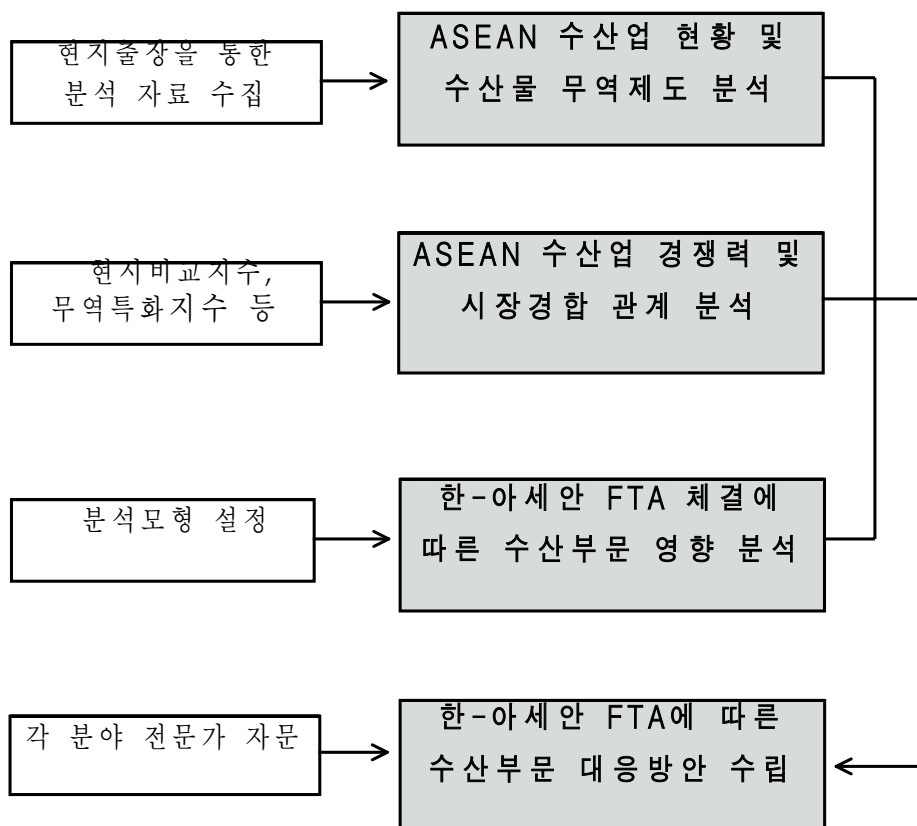 현지출장을 통한
분석 자료 수집
ASEAN 수산업 현황 및
수산물 무역제도 분석
현시비교지수,
무역특화지수 등
ASEAN 수산업 경쟁력 및
시장경합 관계 분석
분석모형 설정
한-아세안 FTA 체결에
따른 수산부문 영향 분석
각 분야 전문가 자문
한-아세안 FTA에 따른
수산부문 대응방안 수립